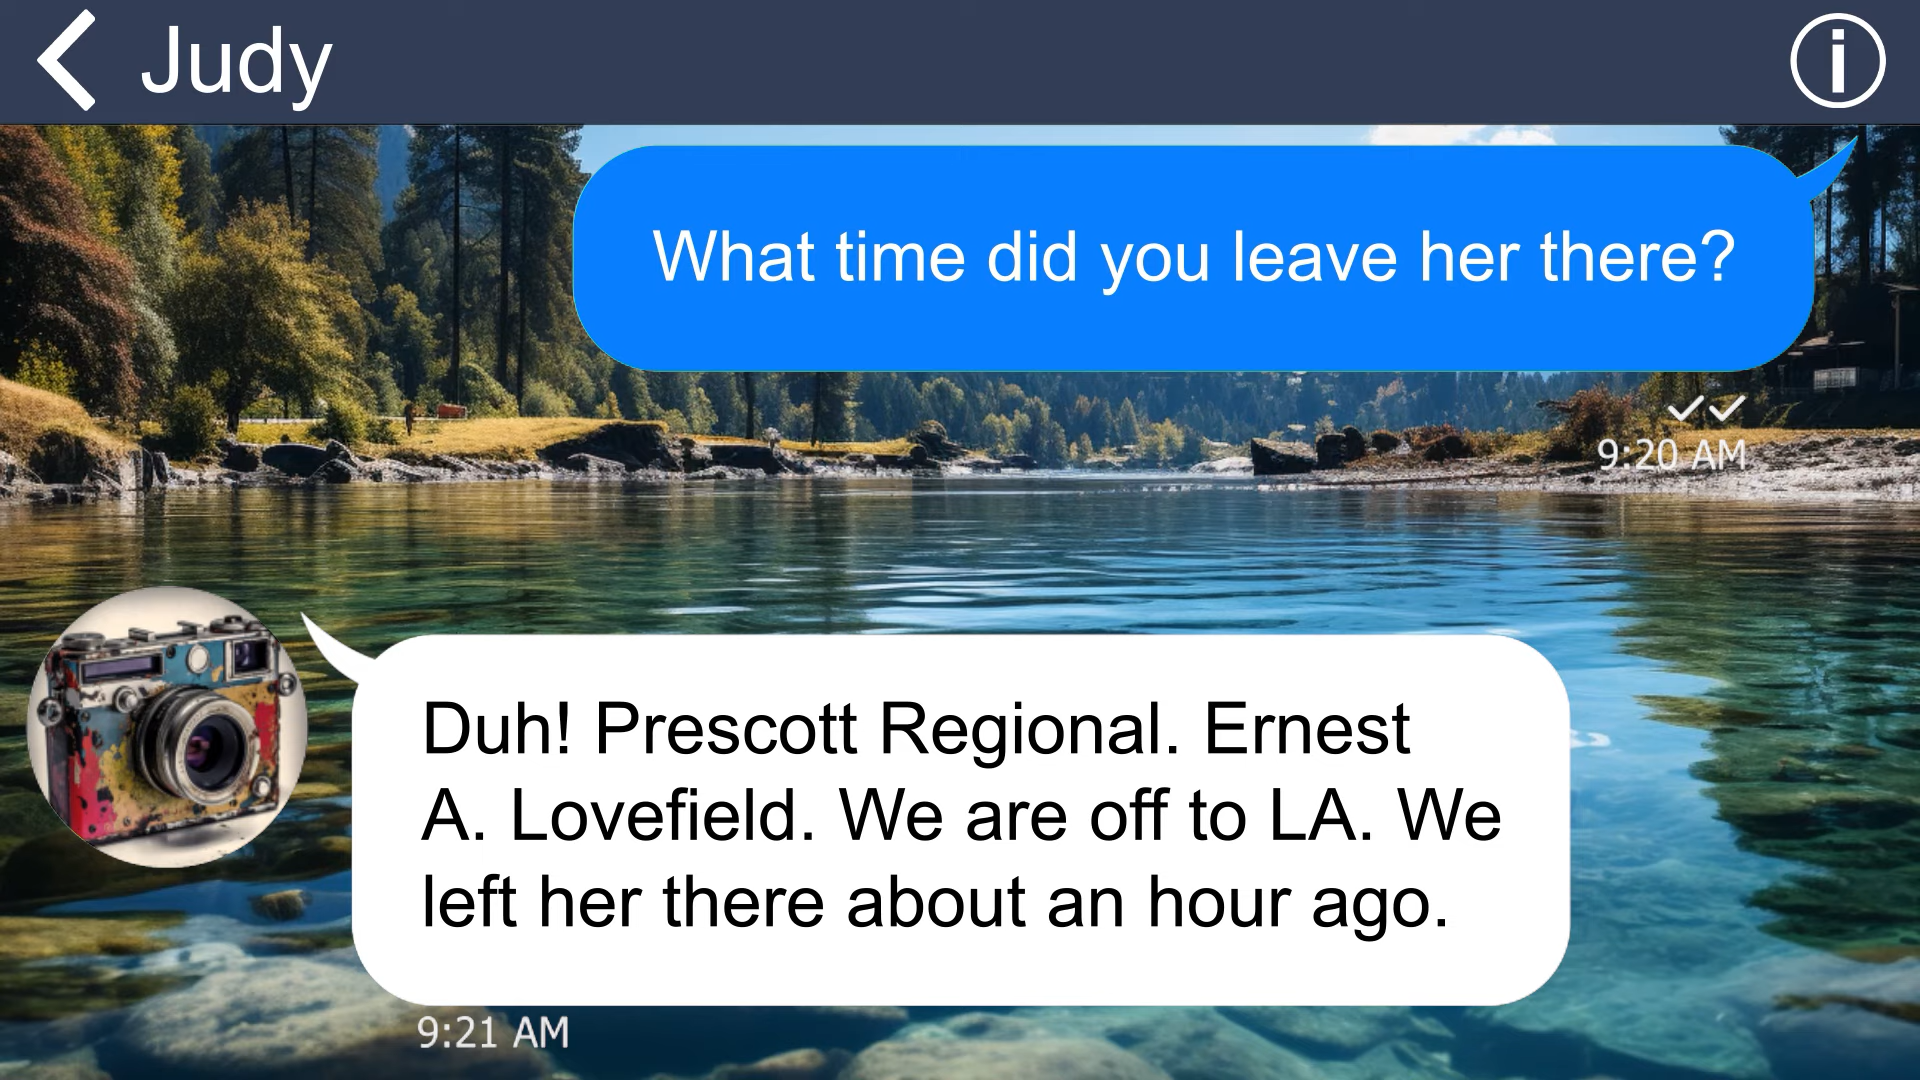 Judy
What time did you leave her there?
9:20 AM
Duh! Prescott Regional. Ernest
A. Lovefield. We are off to LA. We
left her there about an hour ago.
9:21 AM